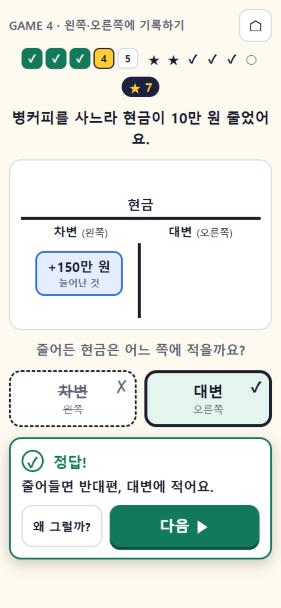 GAME 4 · 왼쪽·오른쪽에 기록하기
✓ ✓ ✓ 4 5 ★ ★ ✓ ✓ ✓ ○
★ 7
병커피를 사느라 현금이 10만 원 줄었어
요.
현금
차변 (왼쪽) 대변 (오른쪽)
+150만 원
늘어난 것
줄어든 현금은 어느 쪽에 적을까요?
차변 ✗ 대변 ✓
왼쪽 오른쪽
✓ 정답!
줄어들면 반대편, 대변에 적어요.
왜 그럴까? 다음 ▶